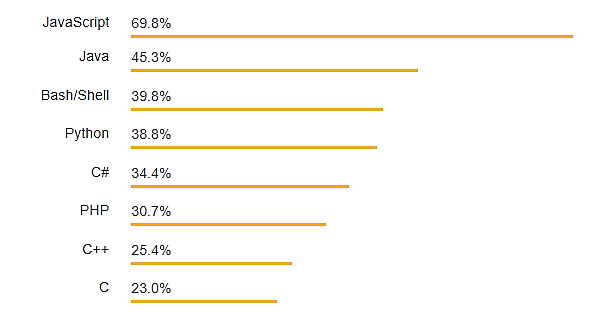 JavaScript 69.8%
Java 45.3%
Bash/Shell 39.8%
Python 38.8%
C# 34.4%
PHP 30.7%
C++ 25.4%
C 23.0%